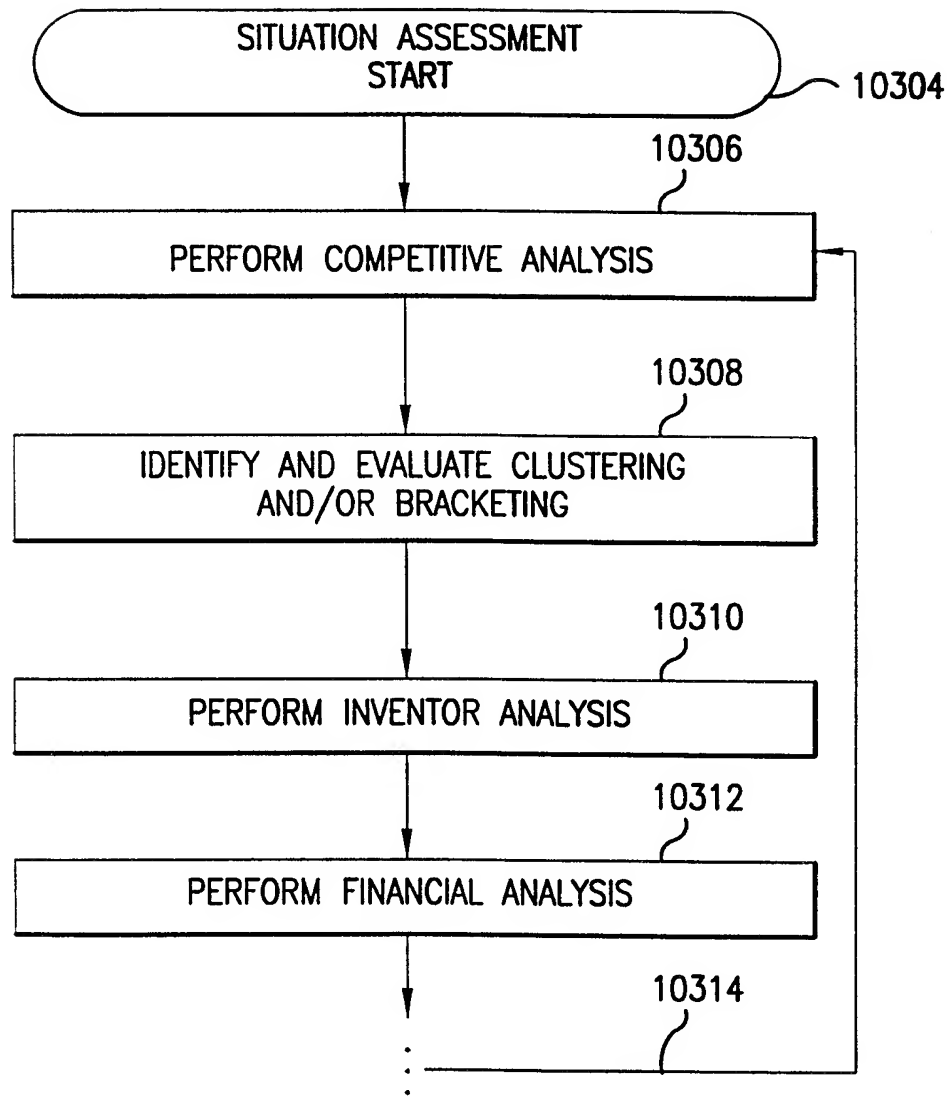 SITUATION ASSESSMENT
START
10304
10306
PERFORM COMPETITIVE ANALYSIS
10308
IDENTIFY AND EVALUATE CLUSTERING
AND/OR BRACKETING
10310
PERFORM INVENTOR ANALYSIS
10312
PERFORM FINANCIAL ANALYSIS
10314